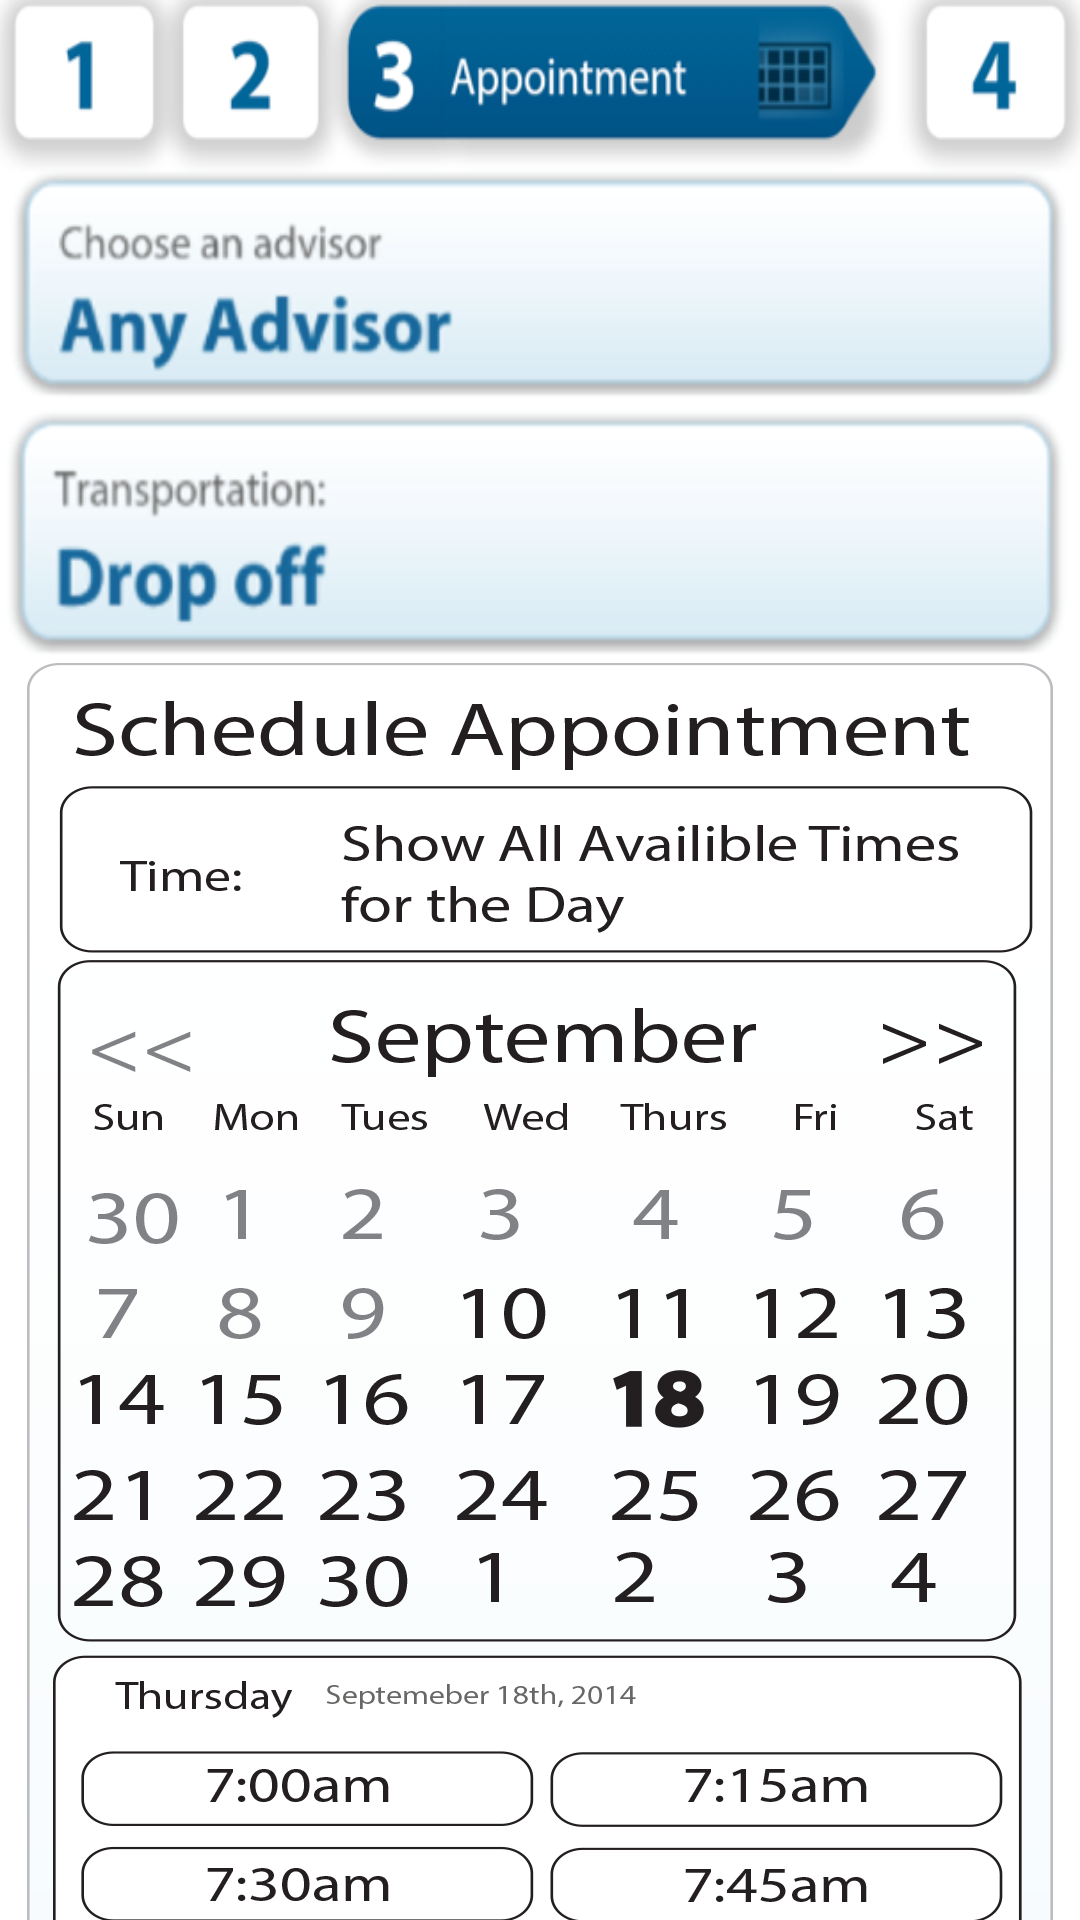 1 2 3 Appointment 4
Choose an advisor
Any Advisor
Transportation:
Drop off
Schedule Appointment
Time: Show All Availible Times
for the Day
<< September >>
Sun Mon Tues Wed Thurs Fri Sat
30 1 2 3 4 5 6
7 8 9 10 11 12 13
14 15 16 17 18 19 20
21 22 23 24 25 26 27
28 29 30 1 2 3 4
Thursday Septemeber 18th, 2014
7:00am 7:15am
7:30am 7:45am